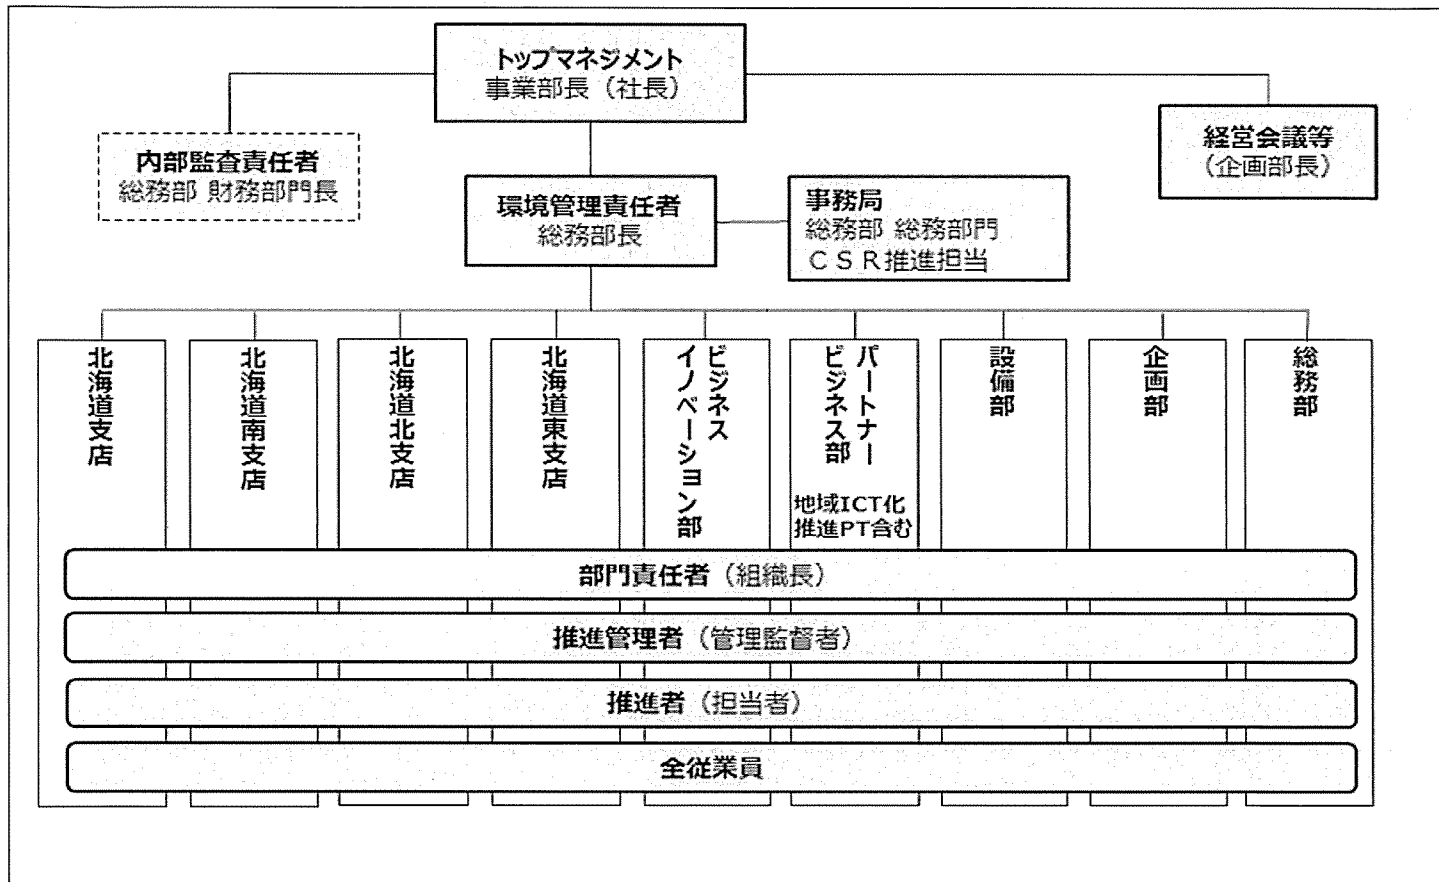 トップマネジメント
事業部長（社長）
内部監査責任者
総務部 財務部門長
経営会議等
（企画部長）
環境管理責任者
総務部長
事務局
総務部 総務部門
ＣＳＲ推進担当
北海道支店
北海道南支店
北海道北支店
北海道東支店
ビジネス
イノベーション部
パートナー
ビジネス部
地域ICT化
推進PT含む
設備部
企画部
総務部
部門責任者（組織長）
推進管理者（管理監督者）
推進者（担当者）
全従業員